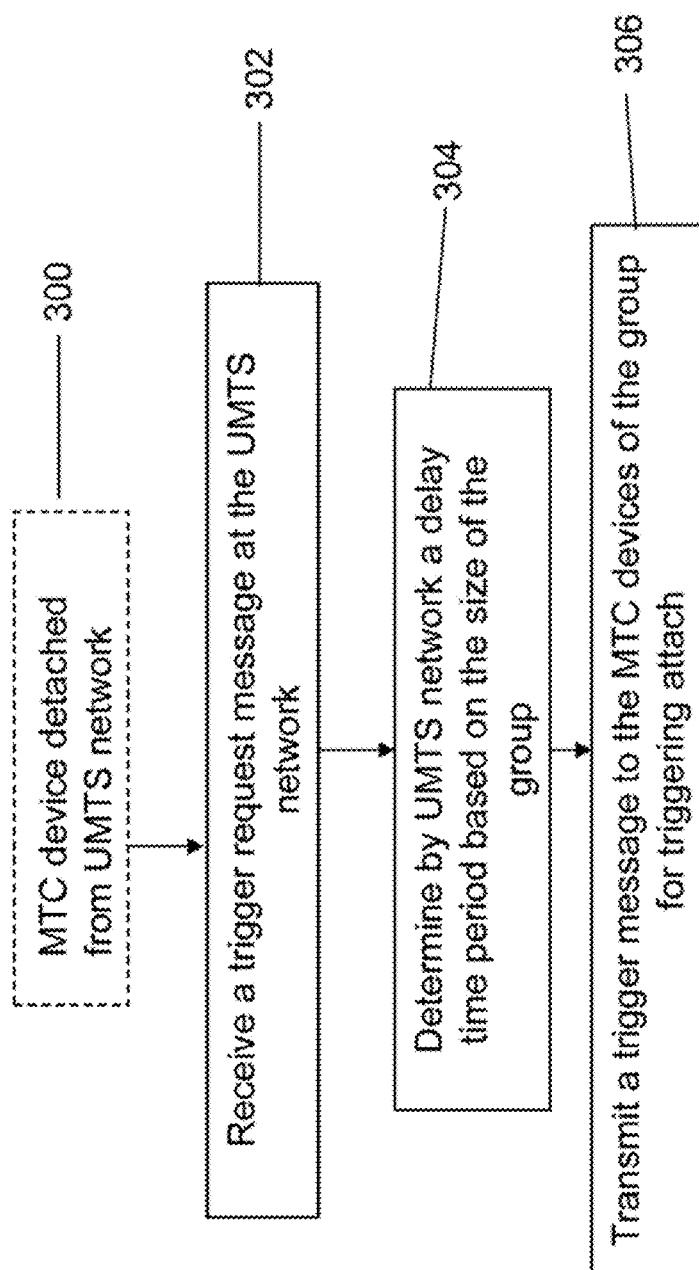 MTC device detached
from UMTS network
300
Receive a trigger request message at the UMTS
network
302
Determine by UMTS network a delay
time period based on the size of the
group
304
Transmit a trigger message to the MTC devices of the group
for triggering attach
306